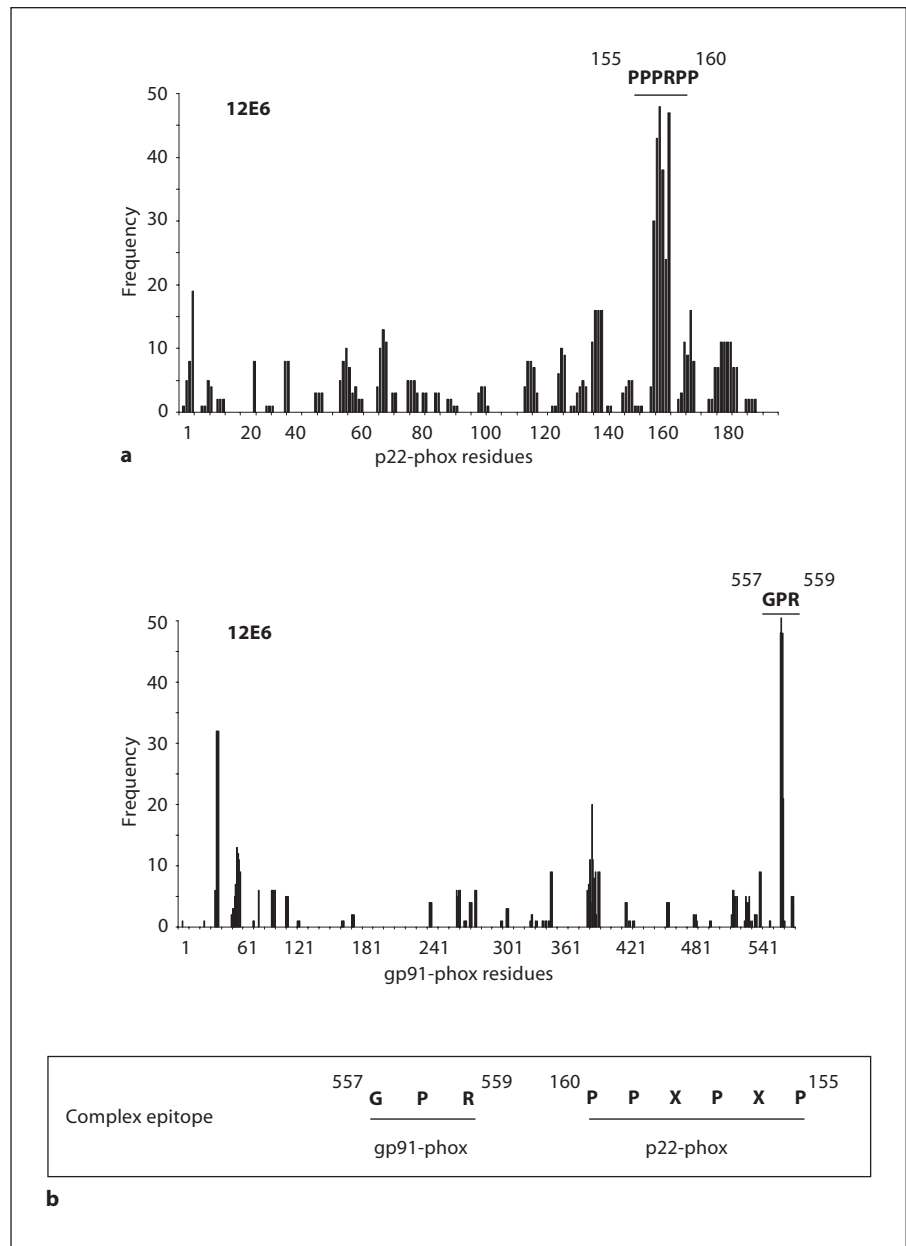 155 160
PPPRPP
50
12E6
40
30
20
10
0
Frequency
1 20 40 60 80 100 120 140 160 180
p22-phox residues
a
557 559
GPR
50
12E6
40
30
20
10
0
Frequency
1 61 121 181 241 301 361 421 481 541
gp91-phox residues
557 559 160 155
Complex epitope G P R P P X P X P
gp91-phox p22-phox
b